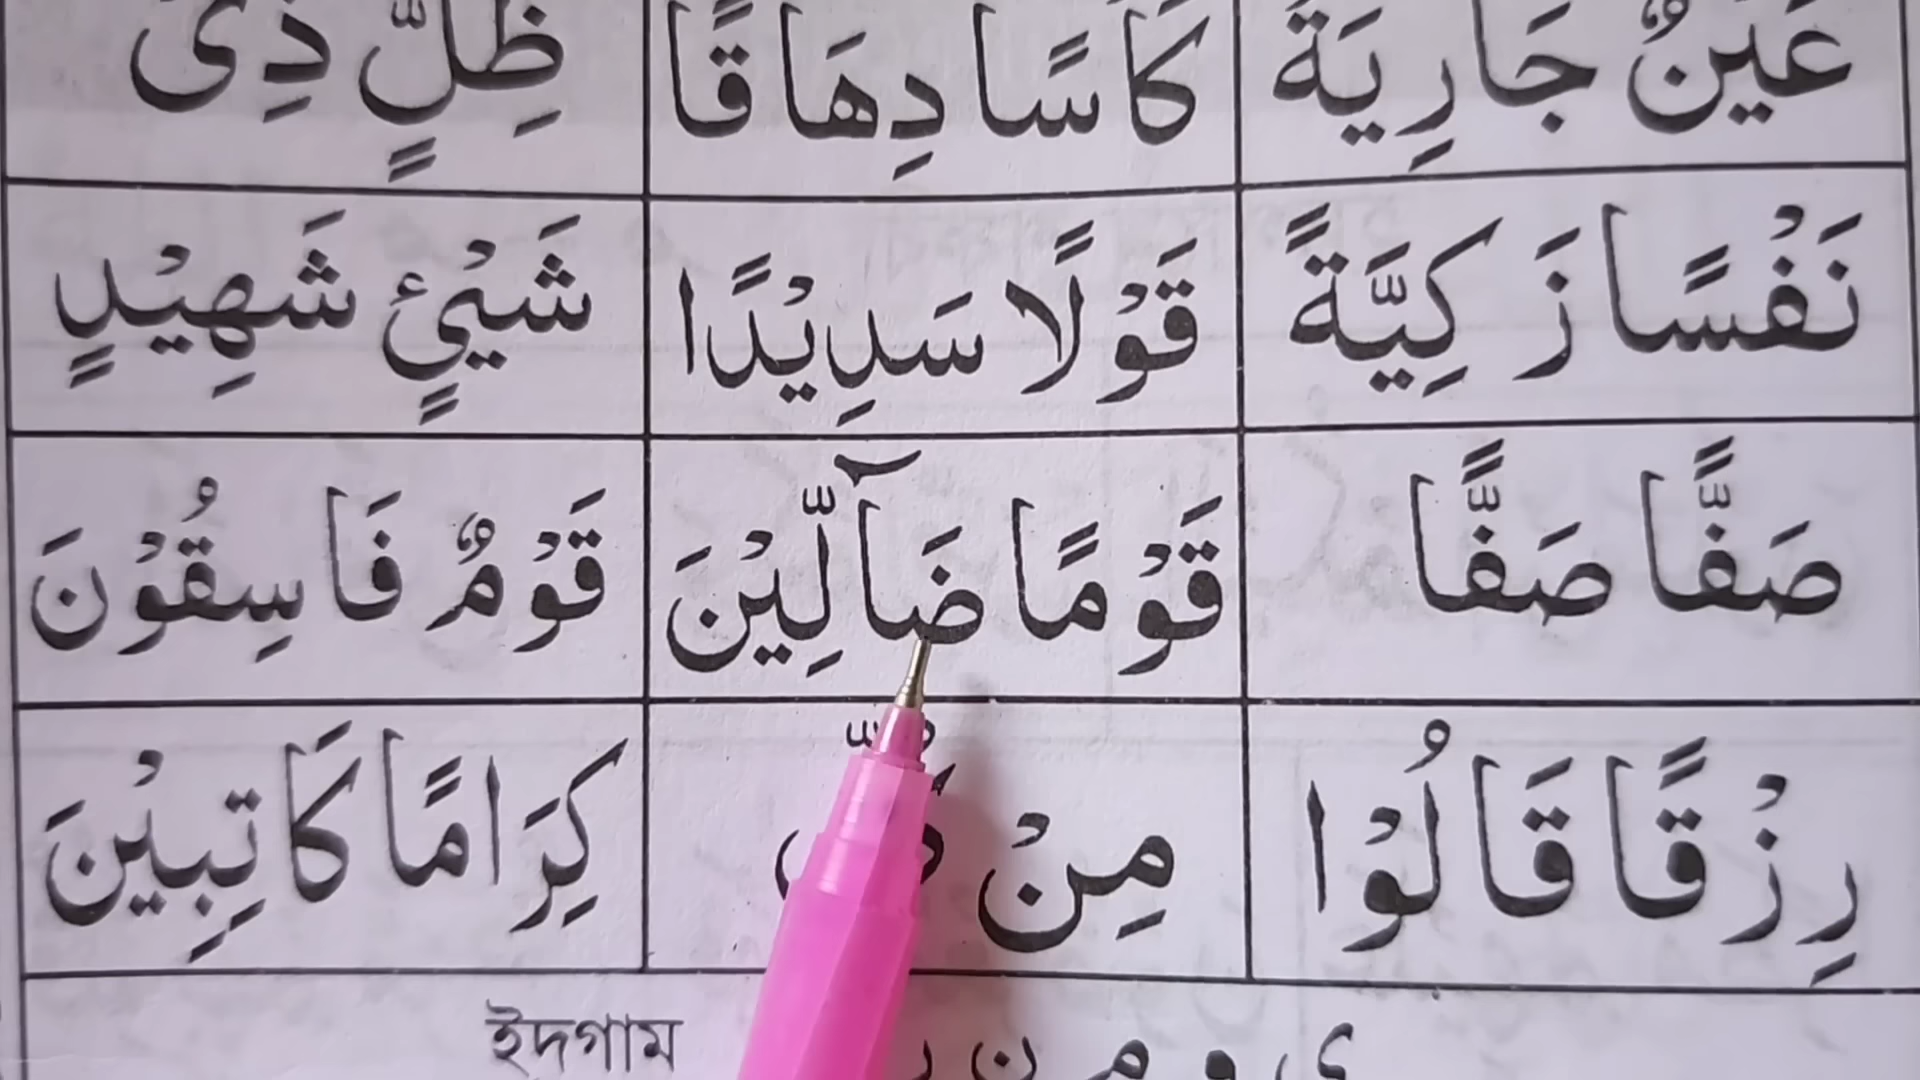 عَيْنٌ جَارِيَةٌ كَاْسًا دِهَاقًا ظِلٍّ ذِىْ
نَفْسًا زَكِيَّةً قَوْلًا سَدِيْدًا شَيْئٍ شَهِيْدٍ
صَفًّا صَفًّا قَوْمًا ضَآلِّيْنَ قَوْمٌ فَاسِقُوْنَ
رِزْقًا قَالُوْا مِنْ كِرَامًا كَاتِبِيْنَ
ى و م ن ইদগাম